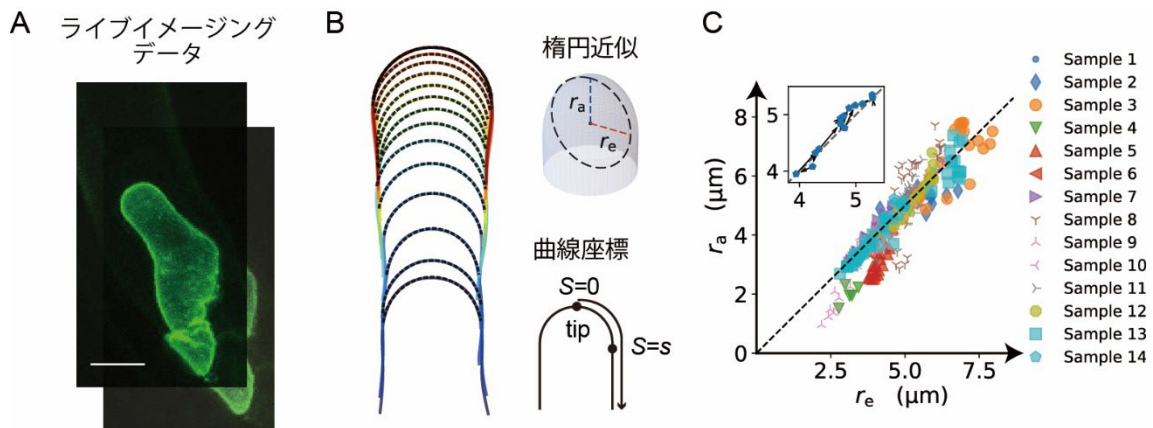 A
ライブイメージング
データ
B
楕円近似
ra
re
曲線座標
S=0
tip
S=s
C
ra (μm)
8
6
4
2
0
2.5
5.0
7.5
re (μm)
5
4
4
5
Sample 1
Sample 2
Sample 3
Sample 4
Sample 5
Sample 6
Sample 7
Sample 8
Sample 9
Sample 10
Sample 11
Sample 12
Sample 13
Sample 14